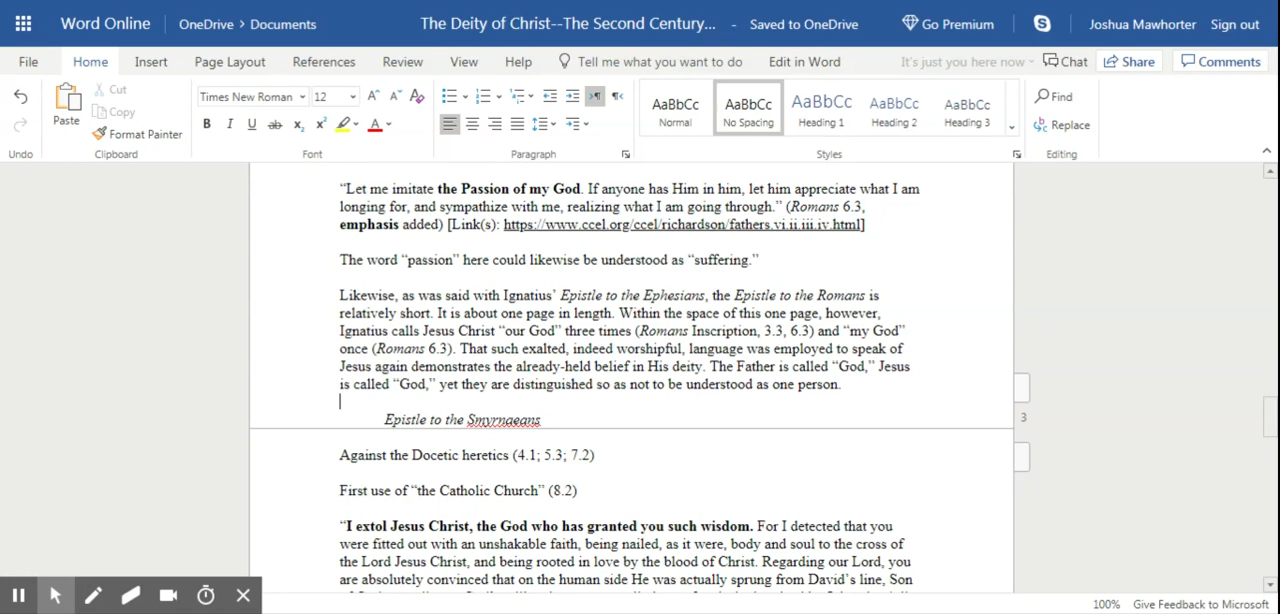 Word Online OneDrive > Documents The Deity of Christ--The Second Century... - Saved to OneDrive Go Premium Joshua Mawhorter Sign out
File Home Insert Page Layout References Review View Help Tell me what you want to do Edit in Word It's just you here now Chat Share Comments
Paste Cut Copy Format Painter
Times New Roman 12
B I U ab x₂ x² A
AaBbCc AaBbCc AaBbCc AaBbCc AaBbCc
Normal No Spacing Heading 1 Heading 2 Heading 3
Find
Replace
Undo Clipboard Font Paragraph Styles Editing
“Let me imitate the Passion of my God. If anyone has Him in him, let him appreciate what I am
longing for, and sympathize with me, realizing what I am going through.” (Romans 6.3,
emphasis added) [Link(s): https://www.ccel.org/ccel/richardson/fathers.vi.ii.iii.iv.html]
The word “passion” here could likewise be understood as “suffering.”
Likewise, as was said with Ignatius’ Epistle to the Ephesians, the Epistle to the Romans is
relatively short. It is about one page in length. Within the space of this one page, however,
Ignatius calls Jesus Christ “our God” three times (Romans Inscription, 3.3, 6.3) and “my God”
once (Romans 6.3). That such exalted, indeed worshipful, language was employed to speak of
Jesus again demonstrates the already-held belief in His deity. The Father is called “God,” Jesus
is called “God,” yet they are distinguished so as not to be understood as one person.
Epistle to the Smyrnaeans
3
Against the Docetic heretics (4.1; 5.3; 7.2)
First use of “the Catholic Church” (8.2)
“I extol Jesus Christ, the God who has granted you such wisdom. For I detected that you
were fitted out with an unshakable faith, being nailed, as it were, body and soul to the cross of
the Lord Jesus Christ, and being rooted in love by the blood of Christ. Regarding our Lord, you
are absolutely convinced that on the human side He was actually sprung from David’s line, Son
100% Give Feedback to Microsoft